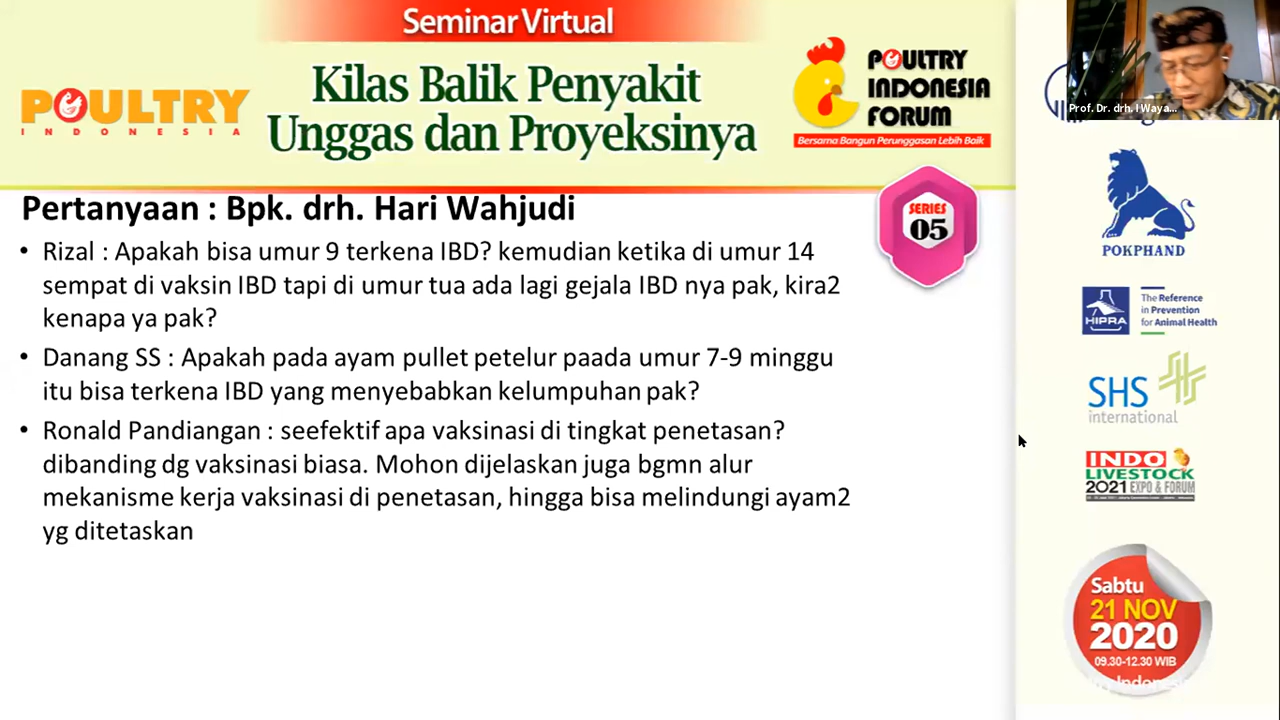 Seminar Virtual
Kilas Balik Penyakit
Unggas dan Proyeksinya
POULTRY
INDONESIA
POULTRY
INDONESIA
FORUM
Bersama Bangun Perunggasan Lebih Baik
Prof. Dr. drh. I Waya...
SERIES
05
Pertanyaan : Bpk. drh. Hari Wahjudi
• Rizal : Apakah bisa umur 9 terkena IBD? kemudian ketika di umur 14
sempat di vaksin IBD tapi di umur tua ada lagi gejala IBD nya pak, kira2
kenapa ya pak?
• Danang SS : Apakah pada ayam pullet petelur paada umur 7-9 minggu
itu bisa terkena IBD yang menyebabkan kelumpuhan pak?
• Ronald Pandiangan : seefektif apa vaksinasi di tingkat penetasan?
dibanding dg vaksinasi biasa. Mohon dijelaskan juga bgmn alur
mekanisme kerja vaksinasi di penetasan, hingga bisa melindungi ayam2
yg ditetaskan
POKPHAND
HIPRA
The Reference
in Prevention
for Animal Health
SHS
international
INDO
LIVESTOCK
2021 EXPO & FORUM
Sabtu
21 NOV
2020
09.30-12.30 WIB